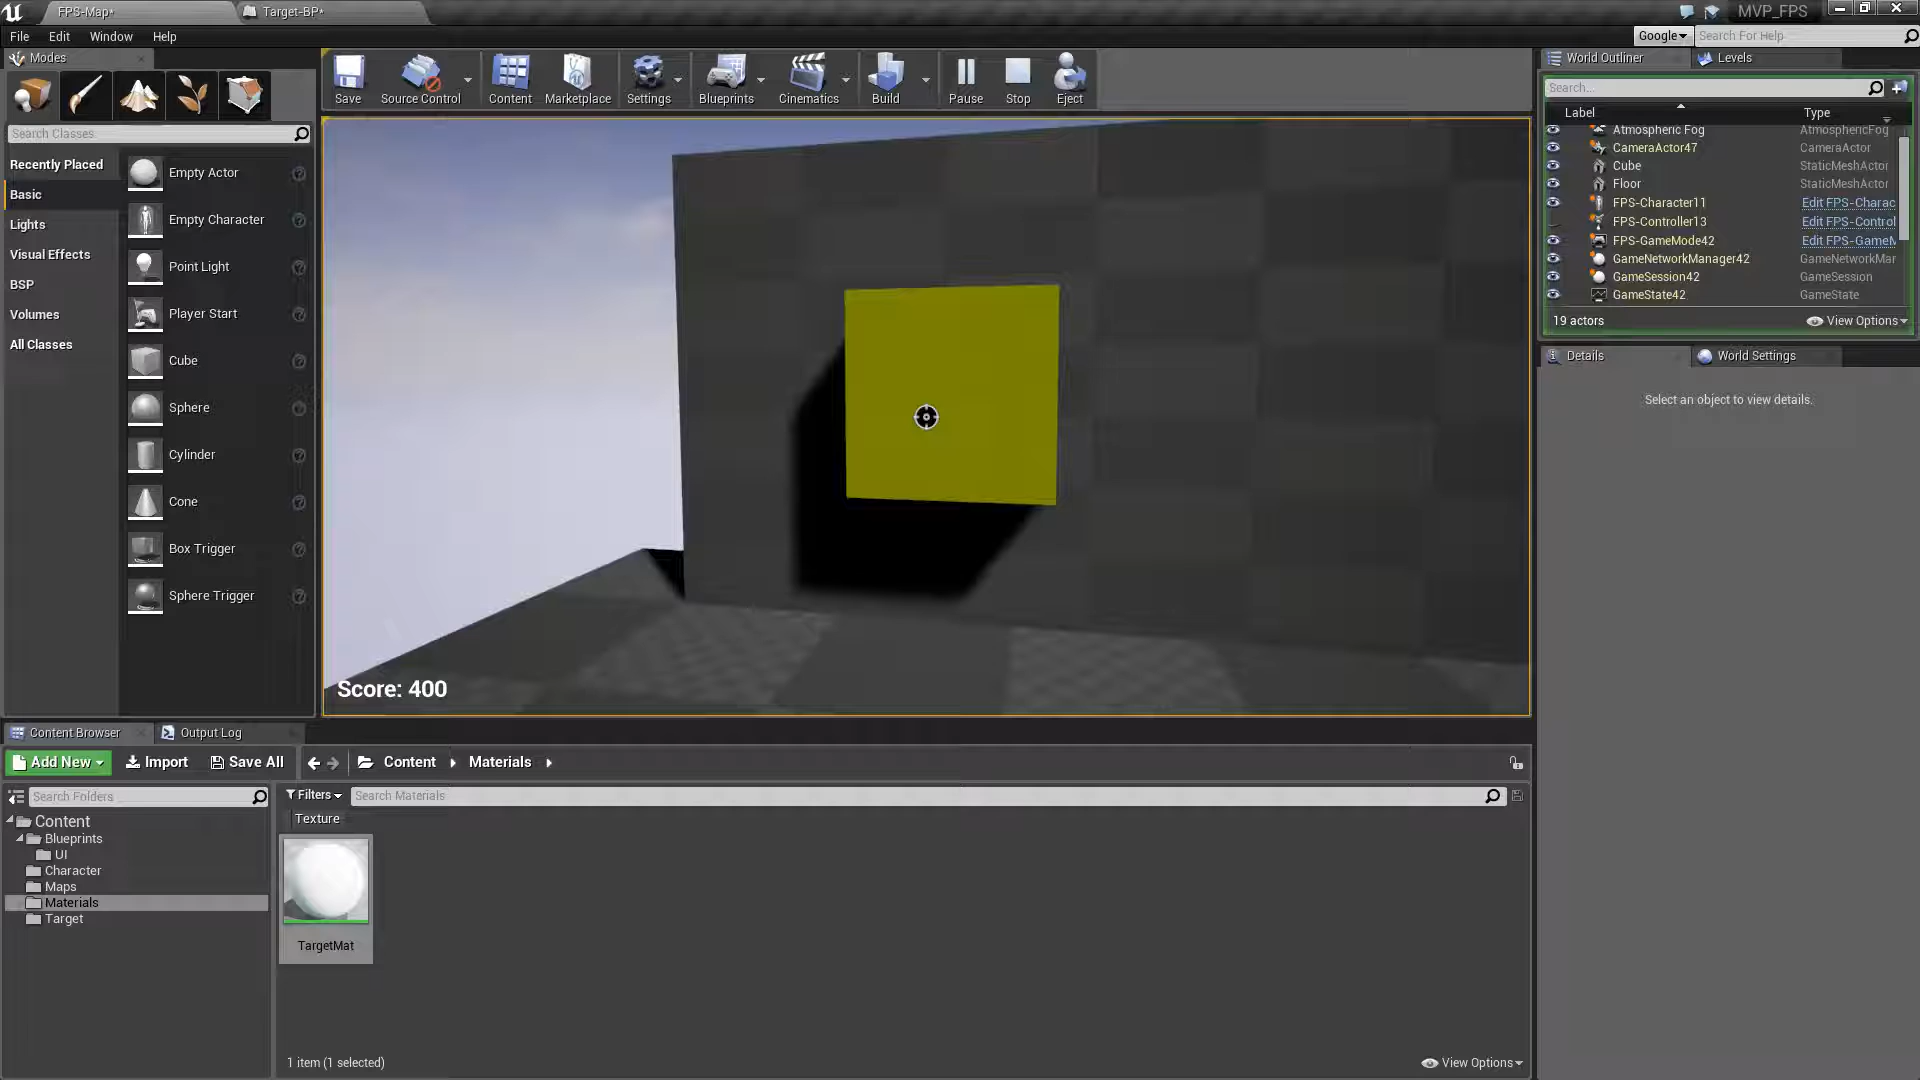 FPS-Map*
Target-BP*
MVP_FPS
File
Edit
Window
Help
Google
Search For Help
Modes
Search Classes
Recently Placed
Basic
Lights
Visual Effects
BSP
Volumes
All Classes
Empty Actor
Empty Character
Point Light
Player Start
Cube
Sphere
Cylinder
Cone
Box Trigger
Sphere Trigger
Save
Source Control
Content
Marketplace
Settings
Blueprints
Cinematics
Build
Pause
Stop
Eject
Score: 400
World Outliner
Levels
Search...
Label
Type
Atmospheric Fog
AtmosphericFog
CameraActor47
CameraActor
Cube
StaticMeshActor
Floor
StaticMeshActor
FPS-Character11
Edit FPS-Charac
FPS-Controller13
Edit FPS-Control
FPS-GameMode42
Edit FPS-GameM
GameNetworkManager42
GameNetworkMar
GameSession42
GameSession
GameState42
GameState
19 actors
View Options
Details
World Settings
Select an object to view details.
Content Browser
Output Log
Add New
Import
Save All
Content
Materials
Search Folders
Filters
Search Materials
Texture
Content
Blueprints
UI
Character
Maps
Materials
Target
TargetMat
1 item (1 selected)
View Options